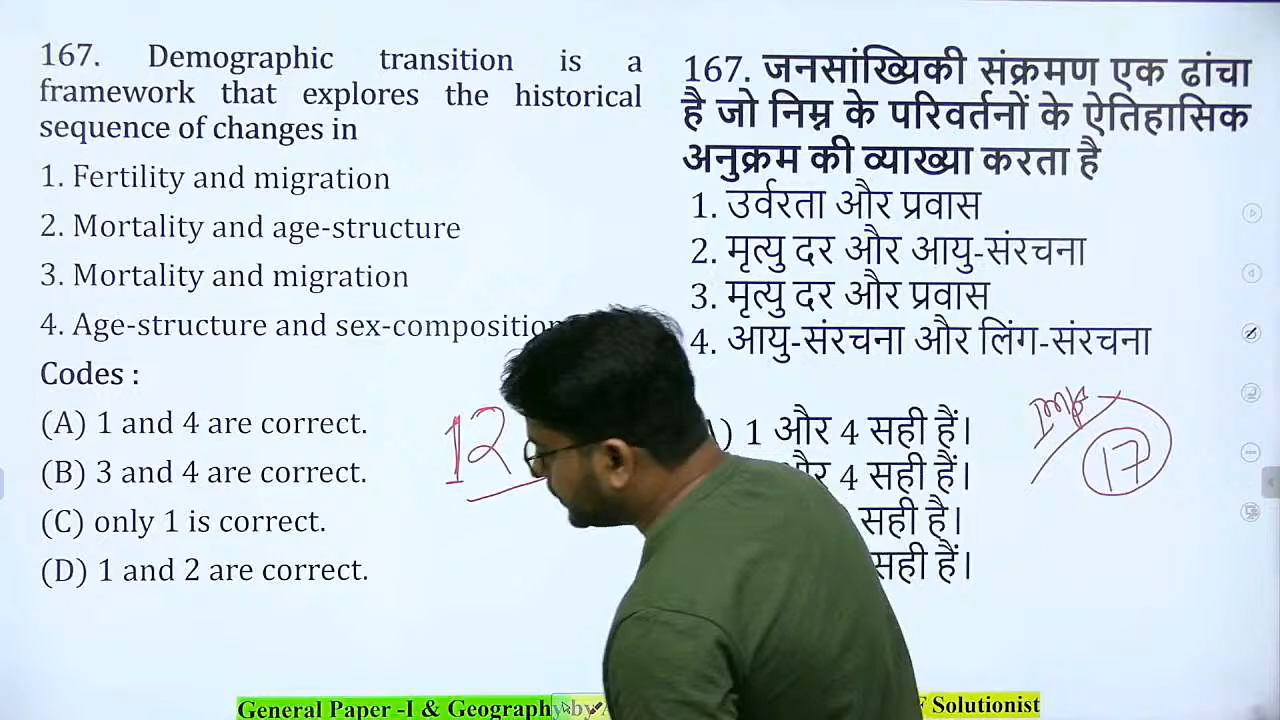 167. Demographic transition is a
framework that explores the historical
sequence of changes in
1. Fertility and migration
2. Mortality and age-structure
3. Mortality and migration
4. Age-structure and sex-composition
Codes :
(A) 1 and 4 are correct.
(B) 3 and 4 are correct.
(C) only 1 is correct.
(D) 1 and 2 are correct.
12
167. जनसांख्यिकी संक्रमण एक ढांचा
है जो निम्न के परिवर्तनों के ऐतिहासिक
अनुक्रम की व्याख्या करता है
1. उर्वरता और प्रवास
2. मृत्यु दर और आयु-संरचना
3. मृत्यु दर और प्रवास
4. आयु-संरचना और लिंग-संरचना
) 1 और 4 सही हैं।
और 4 सही हैं।
सही है।
सही हैं।
Imp
17
General Paper -I & Geography by
Solutionist